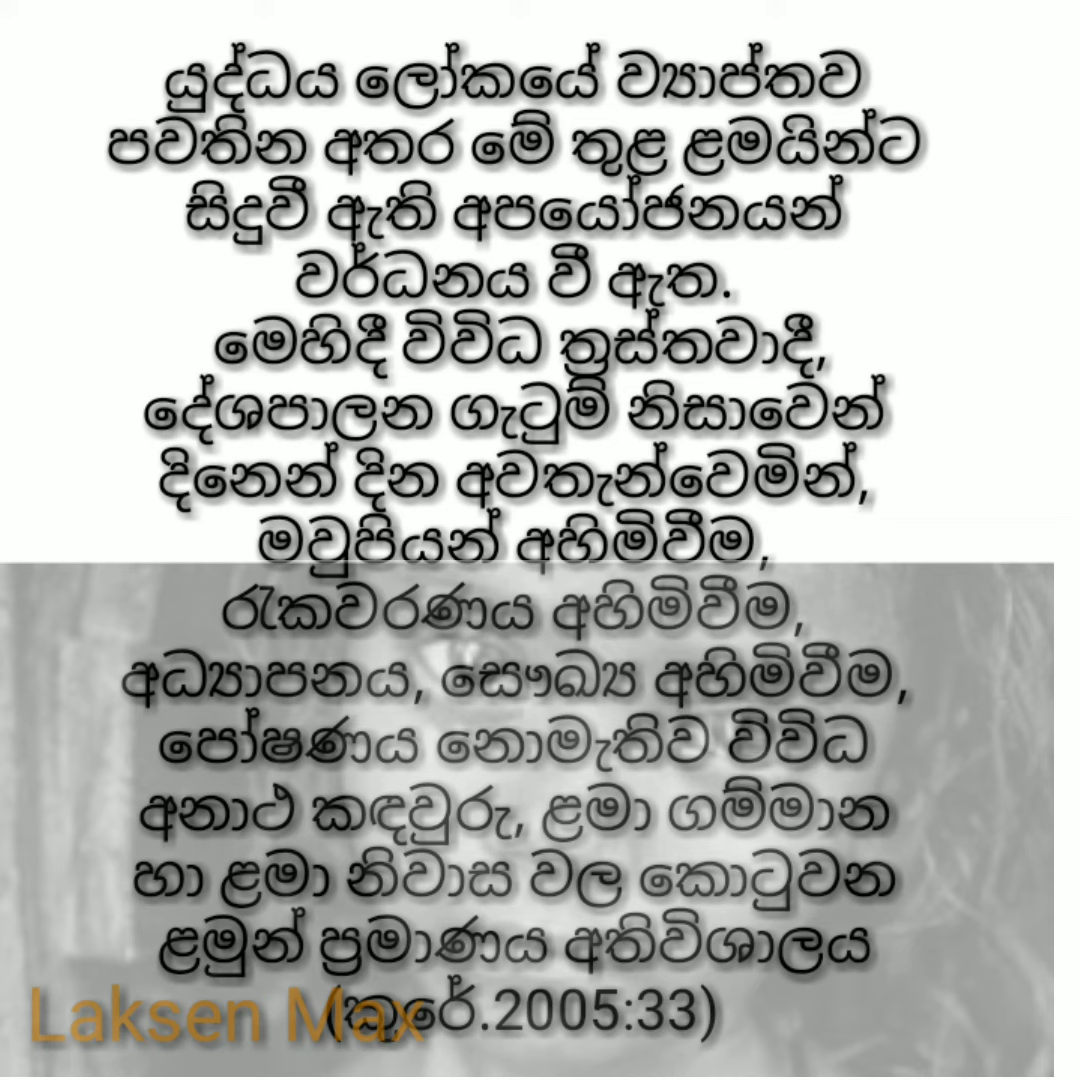 යුද්ධය ලෝකයේ ව්‍යාප්තව
පවතින අතර මේ තුළ ළමයින්ට
සිදුවී ඇති අපයෝජනයන්
වර්ධනය වී ඇත.
මෙහිදී විවිධ ත්‍රස්තවාදී,
දේශපාලන ගැටුම් නිසාවෙන්
දිනෙන් දින අවතැන්වෙමින්,
මවුපියන් අහිමිවීම,
රැකවරණය අහිමිවීම,
අධ්‍යාපනය, සෞඛ්‍ය අහිමිවීම,
පෝෂණය නොමැතිව විවිධ
අනාථ කඳවුරු, ළමා ගම්මාන
හා ළමා නිවාස වල කොටුවන
ළමුන් ප්‍රමාණය අතිවිශාලය
(කුරේ.2005:33)
Laksen Max